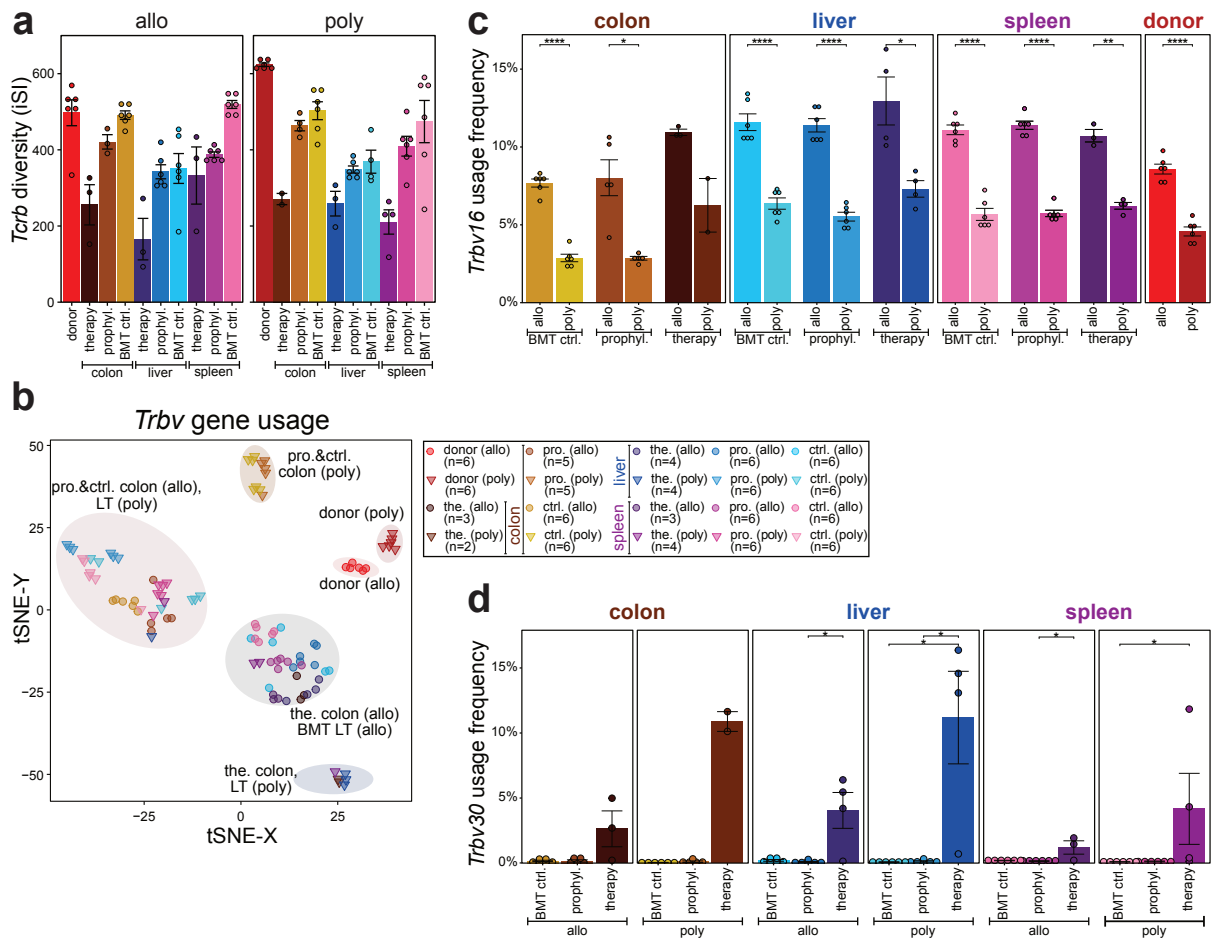 a
allo
poly
Tcrb diversity (iSI)
600
400
200
0
donor
therapy
prophyl.
BMT ctrl.
therapy
prophyl.
BMT ctrl.
therapy
prophyl.
BMT ctrl.
colon
liver
spleen
donor
therapy
prophyl.
BMT ctrl.
therapy
prophyl.
BMT ctrl.
therapy
prophyl.
BMT ctrl.
colon
liver
spleen
c
colon
liver
spleen
donor
Trbv16 usage frequency
15%
10%
5%
0%
****
*
****
****
*
****
****
**
****
allo
poly
allo
poly
allo
poly
allo
poly
allo
poly
allo
poly
allo
poly
allo
poly
allo
poly
allo
poly
BMT ctrl.
prophyl.
therapy
BMT ctrl.
prophyl.
therapy
BMT ctrl.
prophyl.
therapy
b
Trbv gene usage
tSNE-Y
50
25
0
−25
−50
−25
0
25
tSNE-X
pro.&ctrl.
colon (poly)
pro.&ctrl. colon (allo),
LT (poly)
donor (poly)
donor (allo)
the. colon (allo)
BMT LT (allo)
the. colon,
LT (poly)
donor (allo)
(n=6)
donor (poly)
(n=6)
the. (allo)
(n=3)
the. (poly)
(n=2)
colon
pro. (allo)
(n=5)
pro. (poly)
(n=5)
ctrl. (allo)
(n=6)
ctrl. (poly)
(n=6)
liver
spleen
the. (allo)
(n=4)
the. (poly)
(n=4)
the. (allo)
(n=3)
the. (poly)
(n=4)
pro. (allo)
(n=6)
pro. (poly)
(n=6)
pro. (allo)
(n=6)
pro. (poly)
(n=6)
ctrl. (allo)
(n=6)
ctrl. (poly)
(n=6)
ctrl. (allo)
(n=6)
ctrl. (poly)
(n=6)
d
colon
liver
spleen
Trbv30 usage frequency
15%
10%
5%
0%
*
*
*
*
*
BMT ctrl.
prophyl.
therapy
BMT ctrl.
prophyl.
therapy
BMT ctrl.
prophyl.
therapy
BMT ctrl.
prophyl.
therapy
BMT ctrl.
prophyl.
therapy
BMT ctrl.
prophyl.
therapy
allo
poly
allo
poly
allo
poly